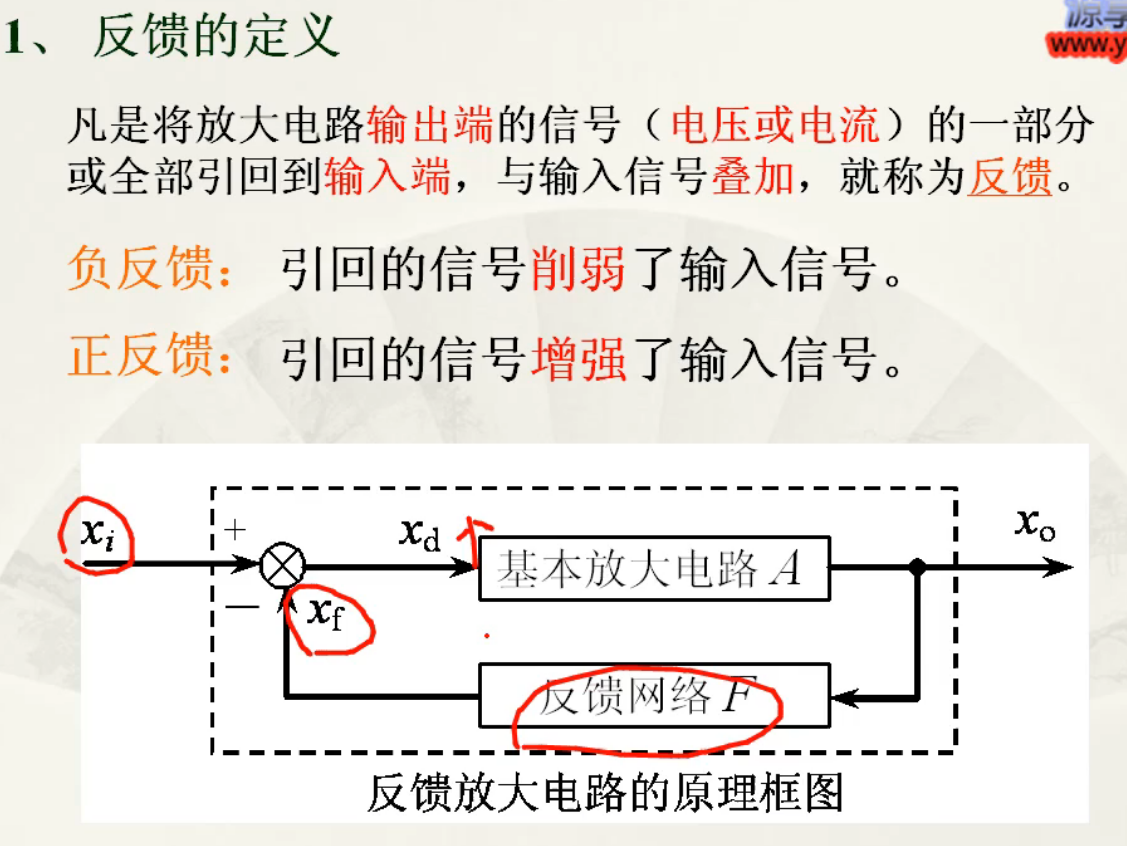 1、 反馈的定义
源享
www.y
凡是将放大电路输出端的信号（电压或电流）的一部分
或全部引回到输入端，与输入信号叠加，就称为反馈。
负反馈： 引回的信号削弱了输入信号。
正反馈： 引回的信号增强了输入信号。
xi
+
xd
基本放大电路 A
xo
−
xf
反馈网络 F
反馈放大电路的原理框图